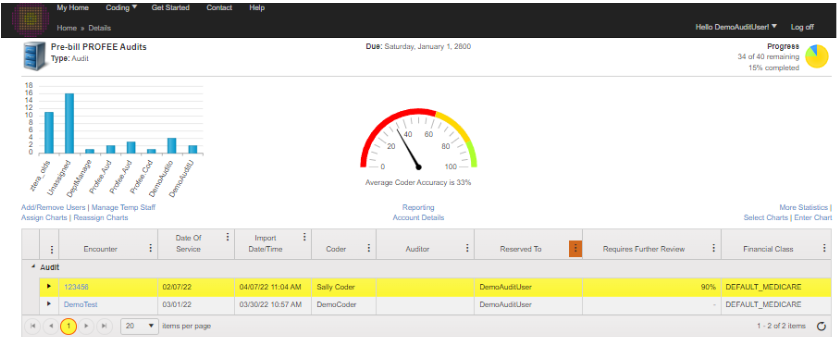 My Home Coding ▼ Get Started Contact Help
Home » Details
Hello DemoAuditUser! ▼ Log off
Pre-bill PROFEE Audits
Type: Audit
Due: Saturday, January 1, 2800
Progress
34 of 40 remaining
15% completed
18
16
14
12
10
8
6
4
2
0
Unassigned
DeptManage
Profee.Aud
Profee.Aud
Profee.Cod
DemoAudito
DemoAuditU
0
20
40
60
80
100
Average Coder Accuracy is 33%
Add/Remove Users | Manage Temp Staff
Assign Charts | Reassign Charts
Reporting
Account Details
More Statistics |
Select Charts | Enter Chart
Encounter Date Of Service Import Date/Time Coder Auditor Reserved To Requires Further Review Financial Class
Audit
123456 02/07/22 04/07/22 11:04 AM Sally Coder DemoAuditUser 90% DEFAULT_MEDICARE
DemoTest 03/01/22 03/30/22 10:57 AM DemoCoder DemoAuditUser - DEFAULT_MEDICARE
1 20 ▼ items per page
1 - 2 of 2 items